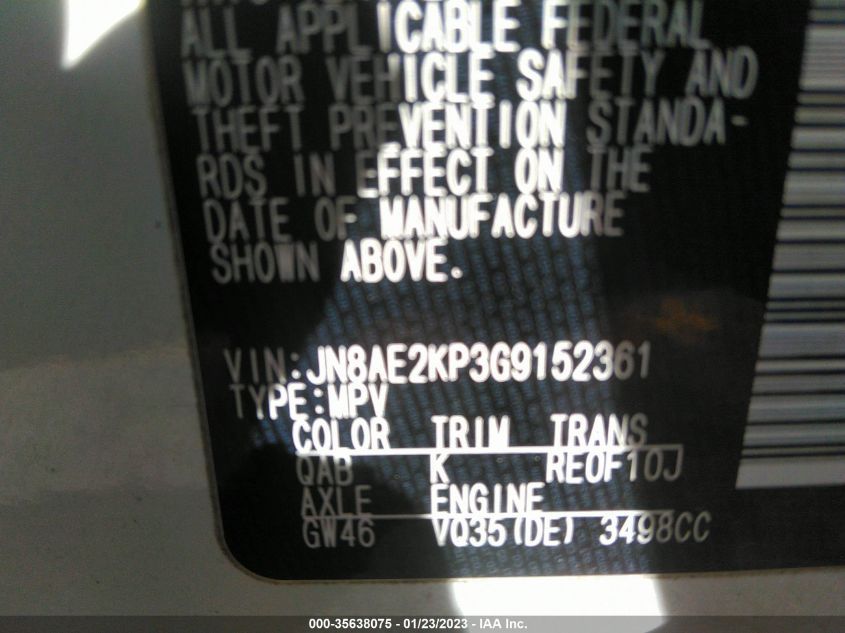 ALL APPLICABLE FEDERAL
MOTOR VEHICLE SAFETY AND
THEFT PREVENTION STANDA-
RDS IN EFFECT ON THE
DATE OF MANUFACTURE
SHOWN ABOVE.
VIN:JN8AE2KP3G9152361
TYPE:MPV
COLOR TRIM TRANS
QAB K RE0F10J
AXLE ENGINE
GW46 VQ35(DE) 3498CC
000-35638075 — 01/23/2023 — IAA Inc.